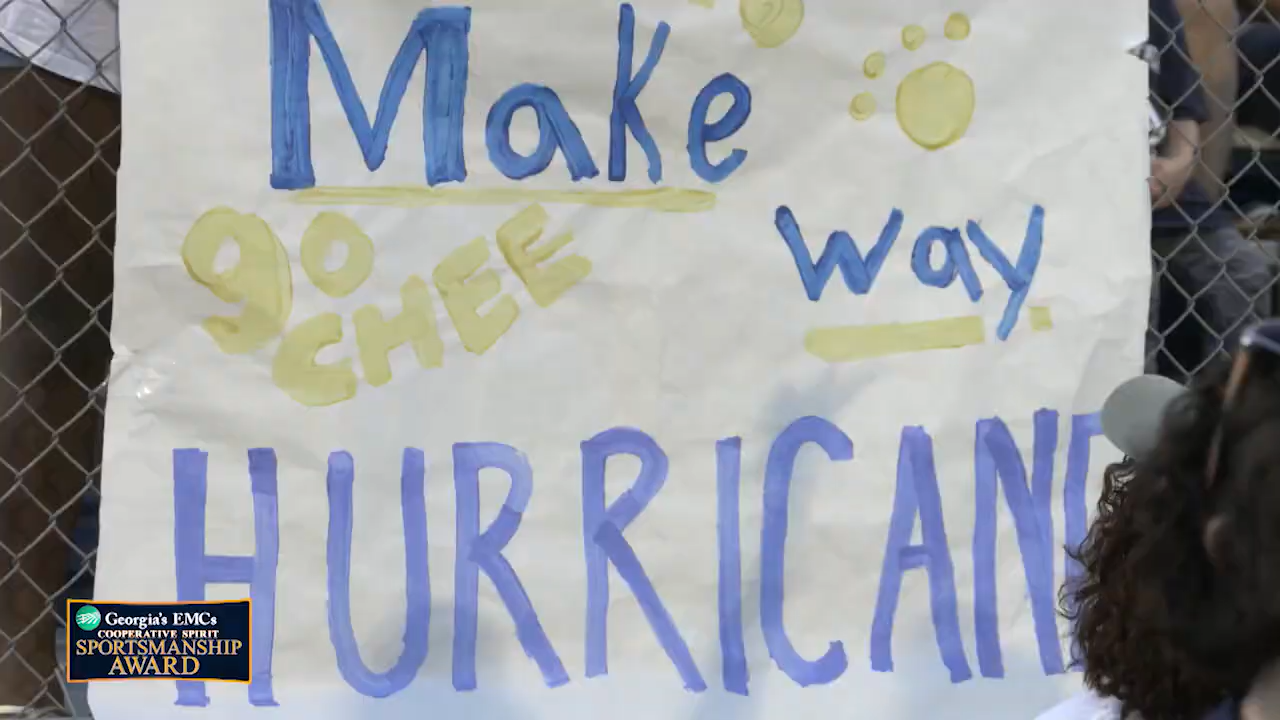 Make
go
CHEE
way
HURRICAN
Georgia's EMCs
COOPERATIVE SPIRIT
SPORTSMANSHIP
AWARD